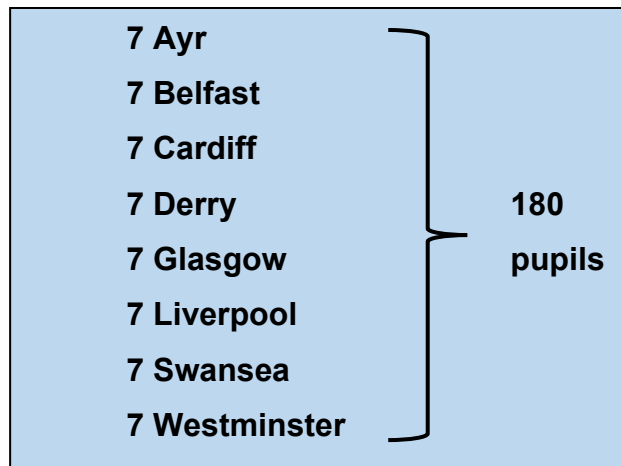 7 Ayr
7 Belfast
7 Cardiff
7 Derry
7 Glasgow
7 Liverpool
7 Swansea
7 Westminster
180
pupils